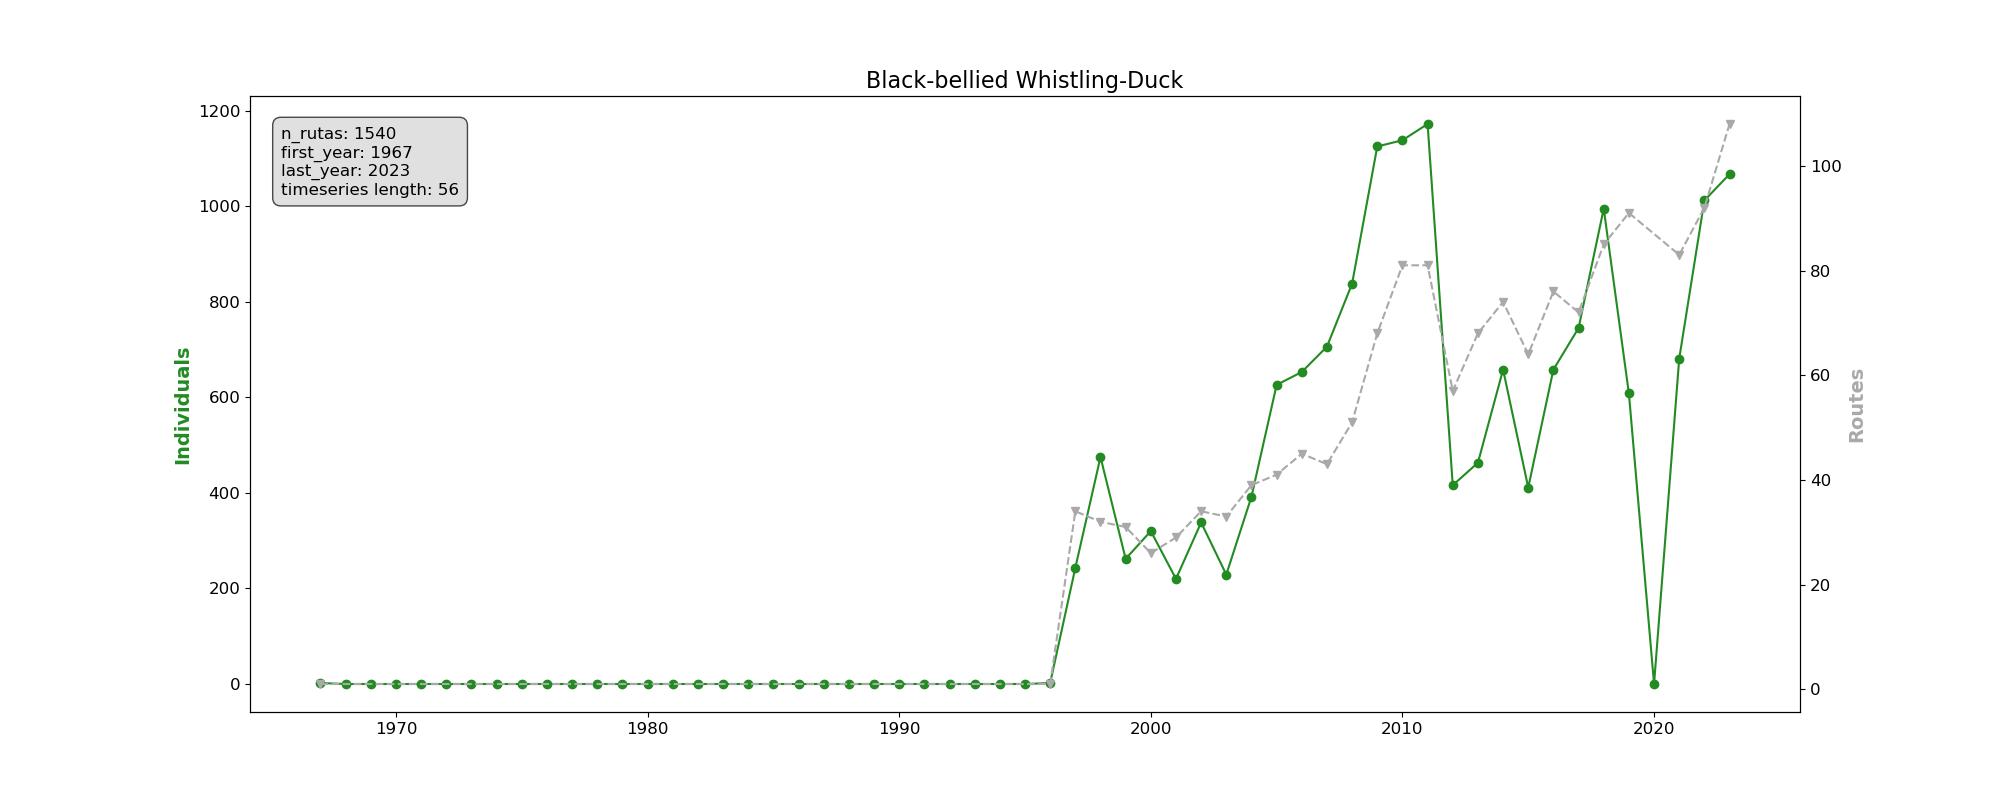 Black-bellied Whistling-Duck
n_rutas: 1540
first_year: 1967
last_year: 2023
timeseries length: 56
Individuals
1200
1000
800
600
400
200
0
1970
1980
1990
2000
2010
2020
100
80
60
40
20
0
Routes